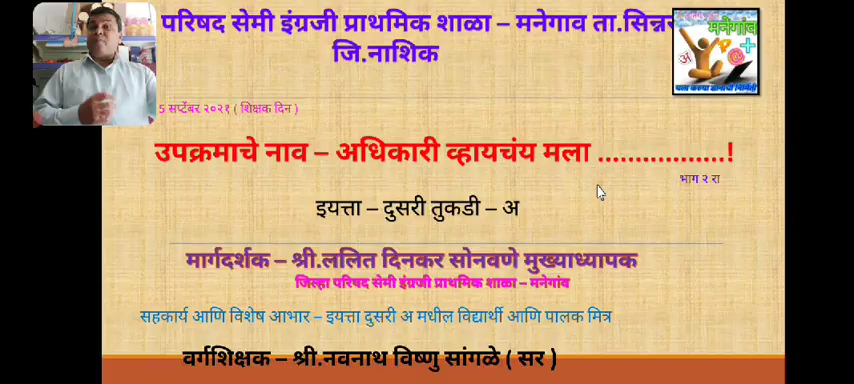 परिषद सेमी इंग्रजी प्राथमिक शाळा – मनेगाव ता.सिन्नर
जि.नाशिक
मनेगांव
5 सप्टेंबर २०२१ ( शिक्षक दिन )
उपक्रमाचे नाव – अधिकारी व्हायचंय मला .................!
भाग २ रा
इयत्ता – दुसरी तुकडी – अ
मार्गदर्शक – श्री.ललित दिनकर सोनवणे मुख्याध्यापक
जिल्हा परिषद सेमी इंग्रजी प्राथमिक शाळा – मनेगांव
सहकार्य आणि विशेष आभार – इयत्ता दुसरी अ मधील विद्यार्थी आणि पालक मित्र
वर्गशिक्षक – श्री.नवनाथ विष्णु सांगळे ( सर )